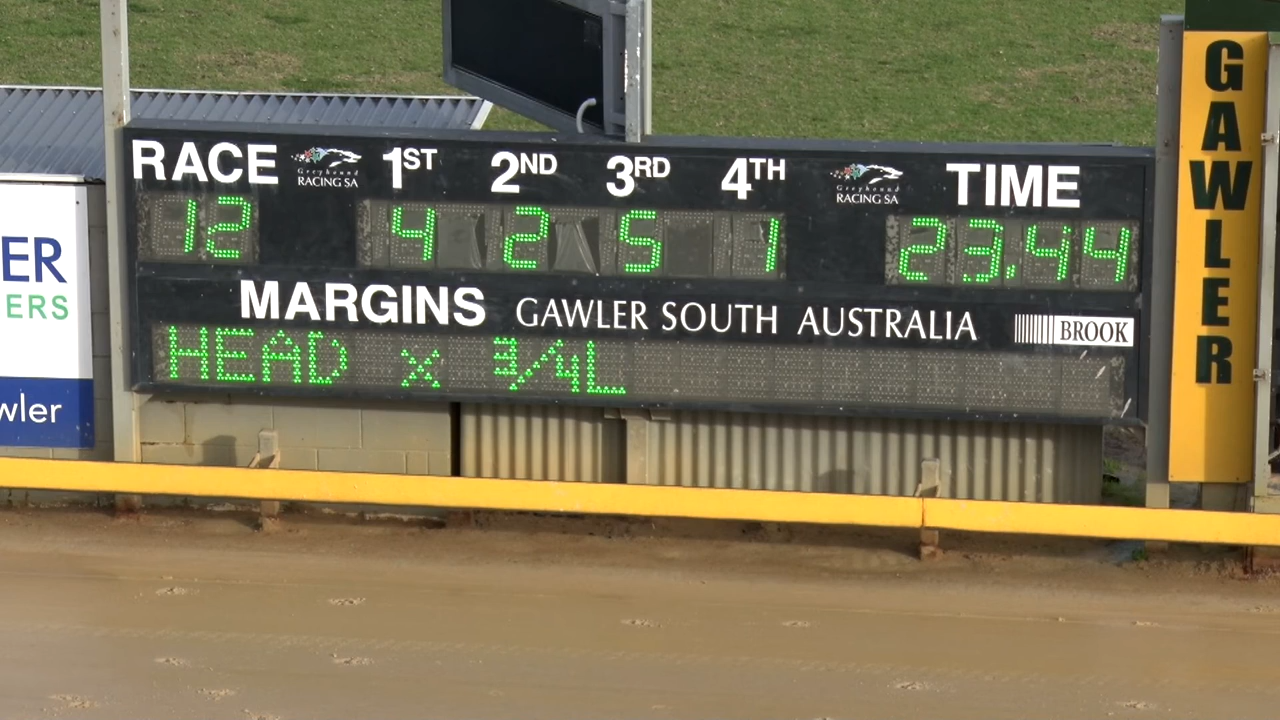 RACE Greyhound RACING SA 1ST 2ND 3RD 4TH Greyhound RACING SA TIME
12 4 2 5 1 23.44
MARGINS GAWLER SOUTH AUSTRALIA BROOK
HEAD x ¾L
GAWLER
ER
ERS
wler